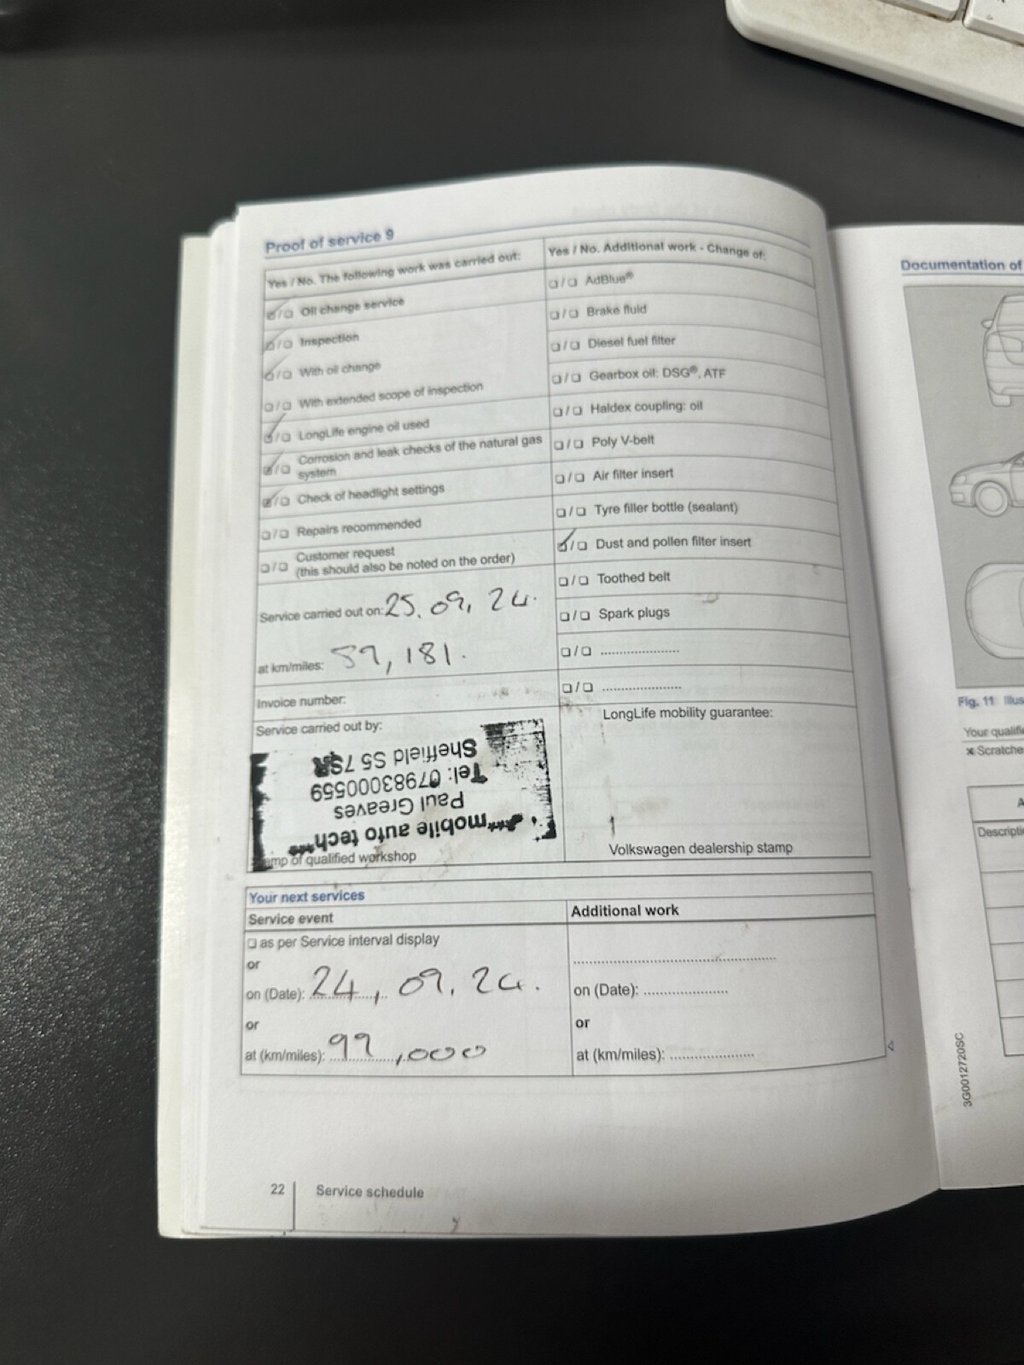 Proof of service 9
Yes / No. The following work was carried out:
❏ / ❏ Oil change service
❏ / ❏ Inspection
❏ / ❏ With oil change
❏ / ❏ With extended scope of inspection
❏ / ❏ LongLife engine oil used
❏ / ❏ Corrosion and leak checks of the natural gas
system
❏ / ❏ Check of headlight settings
❏ / ❏ Repairs recommended
❏ / ❏ Customer request
(this should also be noted on the order)
Service carried out on: 25. 09. 24.
at km/miles: 59,181.
Invoice number:
Service carried out by:
***mobile auto tech***
Paul Greaves
Tel: 07983000559
Sheffield S5 7SR
Stamp of qualified workshop
Yes / No. Additional work - Change of:
❏ / ❏ AdBlue®
❏ / ❏ Brake fluid
❏ / ❏ Diesel fuel filter
❏ / ❏ Gearbox oil: DSG®, ATF
❏ / ❏ Haldex coupling: oil
❏ / ❏ Poly V-belt
❏ / ❏ Air filter insert
❏ / ❏ Tyre filler bottle (sealant)
❏ / ❏ Dust and pollen filter insert
❏ / ❏ Toothed belt
❏ / ❏ Spark plugs
❏ / ❏ ....................
❏ / ❏ ....................
LongLife mobility guarantee:
Volkswagen dealership stamp
Your next services
Service event
❏ as per Service interval display
or
on (Date): 24, 09. 24.
or
at (km/miles): 99,000
Additional work
..................................................
on (Date): ....................
or
at (km/miles): ....................
22
Service schedule
Documentation of
Fig. 11 Illus
Your qualifi
× Scratche
A
Descripti
3G0012720SC